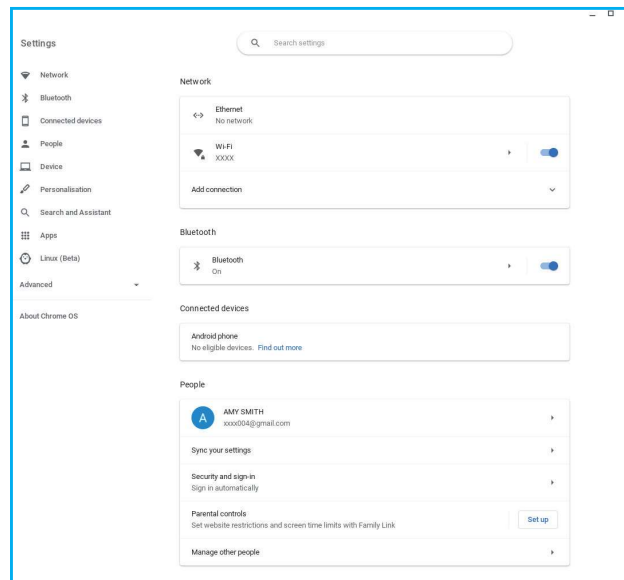 Settings
Search settings
Network
Bluetooth
Connected devices
People
Device
Personalisation
Search and Assistant
Apps
Linux (Beta)
Advanced
About Chrome OS
Network
Ethernet
No network
Wi-Fi
XXXX
Add connection
Bluetooth
Bluetooth
On
Connected devices
Android phone
No eligible devices. Find out more
People
A
AMY SMITH
xxxx004@gmail.com
Sync your settings
Security and sign-in
Sign in automatically
Parental controls
Set website restrictions and screen time limits with Family Link
Set up
Manage other people